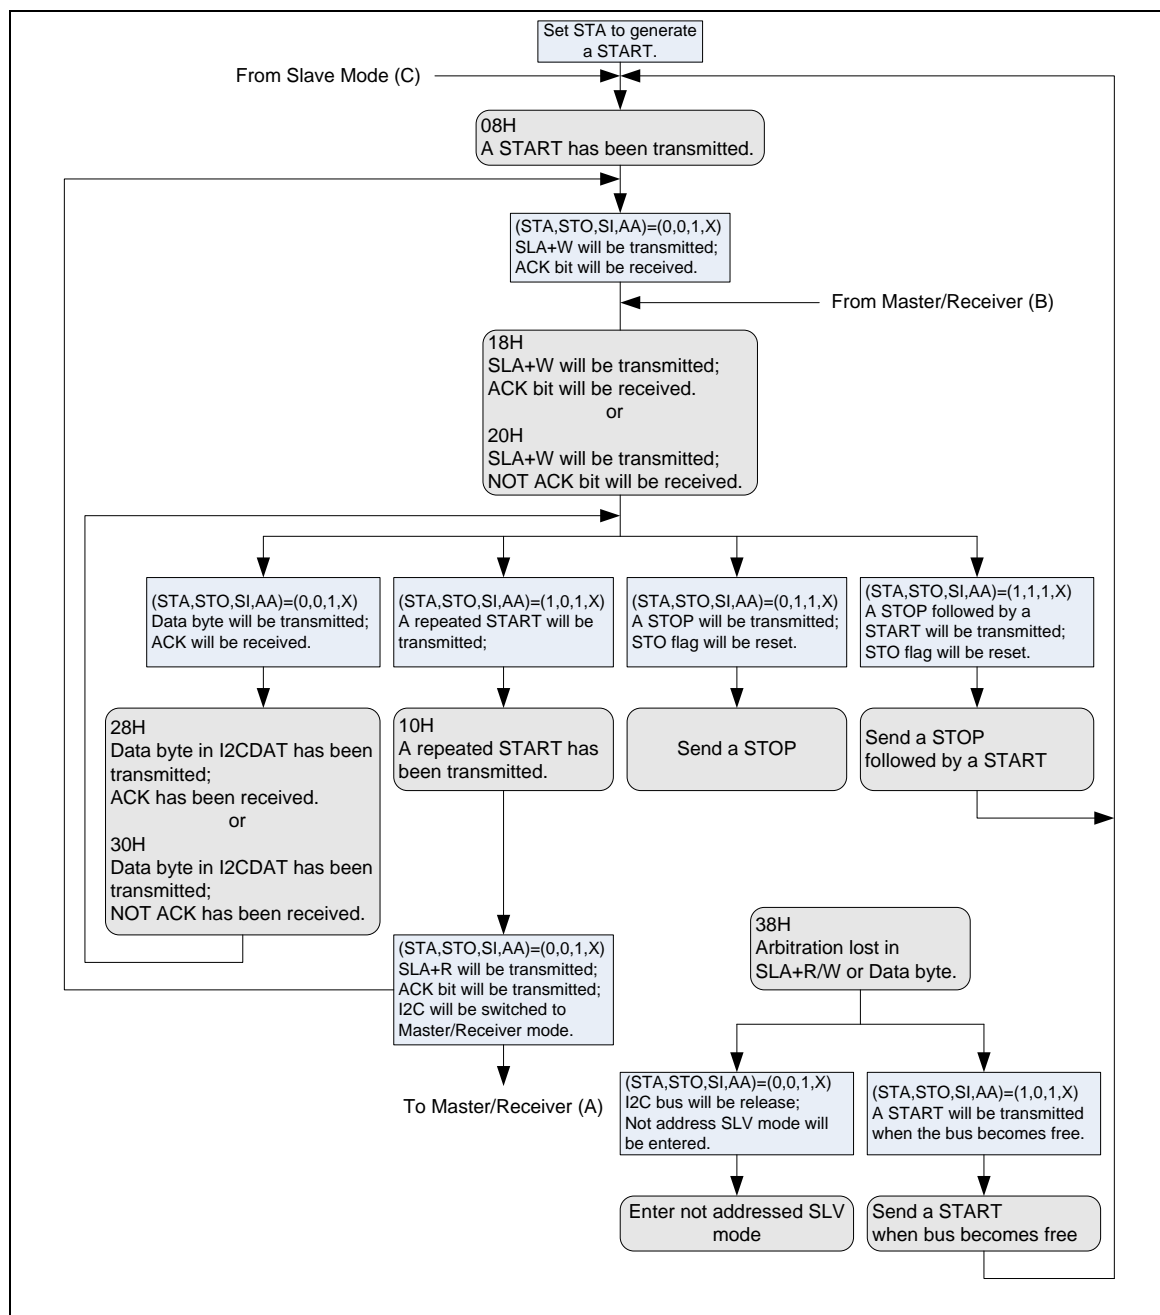 Set STA to generate
a START.
From Slave Mode (C)
08H
A START has been transmitted.
(STA,STO,SI,AA)=(0,0,1,X)
SLA+W will be transmitted;
ACK bit will be received.
From Master/Receiver (B)
18H
SLA+W will be transmitted;
ACK bit will be received.
or
20H
SLA+W will be transmitted;
NOT ACK bit will be received.
(STA,STO,SI,AA)=(0,0,1,X)
Data byte will be transmitted;
ACK will be received.
(STA,STO,SI,AA)=(1,0,1,X)
A repeated START will be
transmitted;
(STA,STO,SI,AA)=(0,1,1,X)
A STOP will be transmitted;
STO flag will be reset.
(STA,STO,SI,AA)=(1,1,1,X)
A STOP followed by a
START will be transmitted;
STO flag will be reset.
28H
Data byte in I2CDAT has been
transmitted;
ACK has been received.
or
30H
Data byte in I2CDAT has been
transmitted;
NOT ACK has been received.
10H
A repeated START has
been transmitted.
Send a STOP
Send a STOP
followed by a START
(STA,STO,SI,AA)=(0,0,1,X)
SLA+R will be transmitted;
ACK bit will be transmitted;
I2C will be switched to
Master/Receiver mode.
To Master/Receiver (A)
38H
Arbitration lost in
SLA+R/W or Data byte.
(STA,STO,SI,AA)=(0,0,1,X)
I2C bus will be release;
Not address SLV mode will
be entered.
(STA,STO,SI,AA)=(1,0,1,X)
A START will be transmitted
when the bus becomes free.
Enter not addressed SLV
mode
Send a START
when bus becomes free